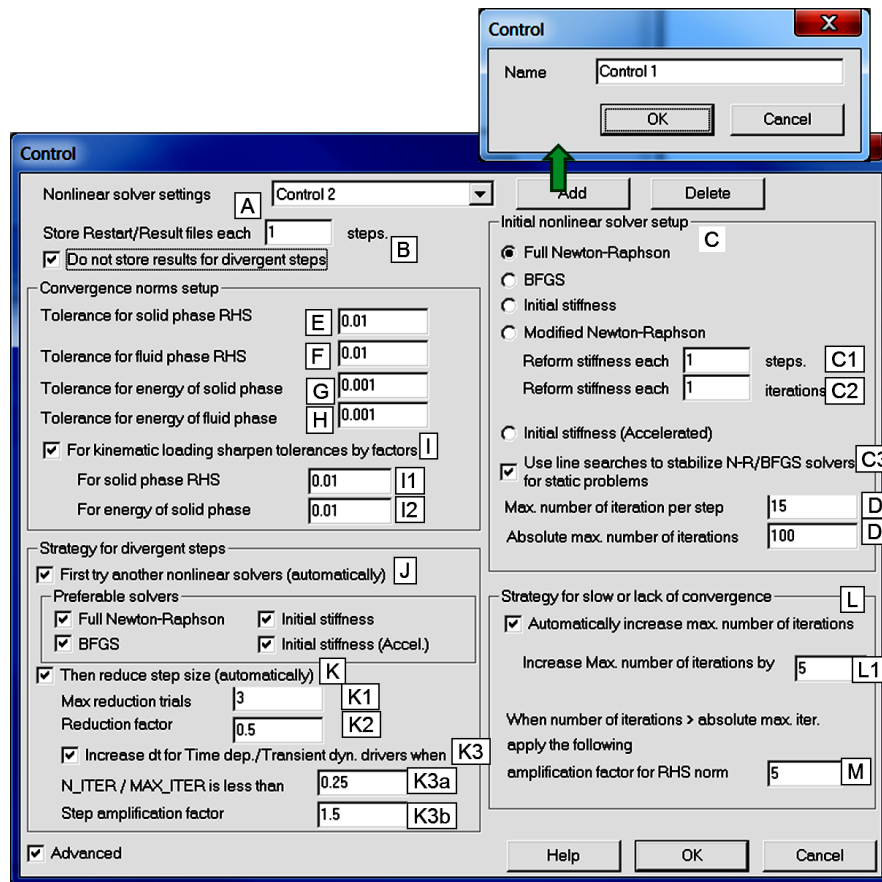 Control
X
Name Control 1
OK Cancel
Control
Nonlinear solver settings A Control 2 Add Delete
Store Restart/Result files each 1 steps. B
Do not store results for divergent steps
Convergence norms setup
Tolerance for solid phase RHS E 0.01
Tolerance for fluid phase RHS F 0.01
Tolerance for energy of solid phase G 0.001
Tolerance for energy of fluid phase H 0.001
For kinematic loading sharpen tolerances by factors I
For solid phase RHS 0.01 I1
For energy of solid phase 0.01 I2
Strategy for divergent steps
First try another nonlinear solvers (automatically) J
Preferable solvers
Full Newton-Raphson Initial stiffness
BFGS Initial stiffness (Accel.)
Then reduce step size (automatically) K
Max reduction trials 3 K1
Reduction factor 0.5 K2
Increase dt for Time dep./Transient dyn. drivers when K3
N_ITER / MAX_ITER is less than 0.25 K3a
Step amplification factor 1.5 K3b
Advanced
Initial nonlinear solver setup C
Full Newton-Raphson
BFGS
Initial stiffness
Modified Newton-Raphson
Reform stiffness each 1 steps. C1
Reform stiffness each 1 iterations C2
Initial stiffness (Accelerated)
Use line searches to stabilize N-R/BFGS solvers C3
for static problems
Max. number of iteration per step 15 D
Absolute max. number of iterations 100 D
Strategy for slow or lack of convergence L
Automatically increase max. number of iterations
Increase Max. number of iterations by 5 L1
When number of iterations > absolute max. iter.
apply the following
amplification factor for RHS norm 5 M
Help OK Cancel